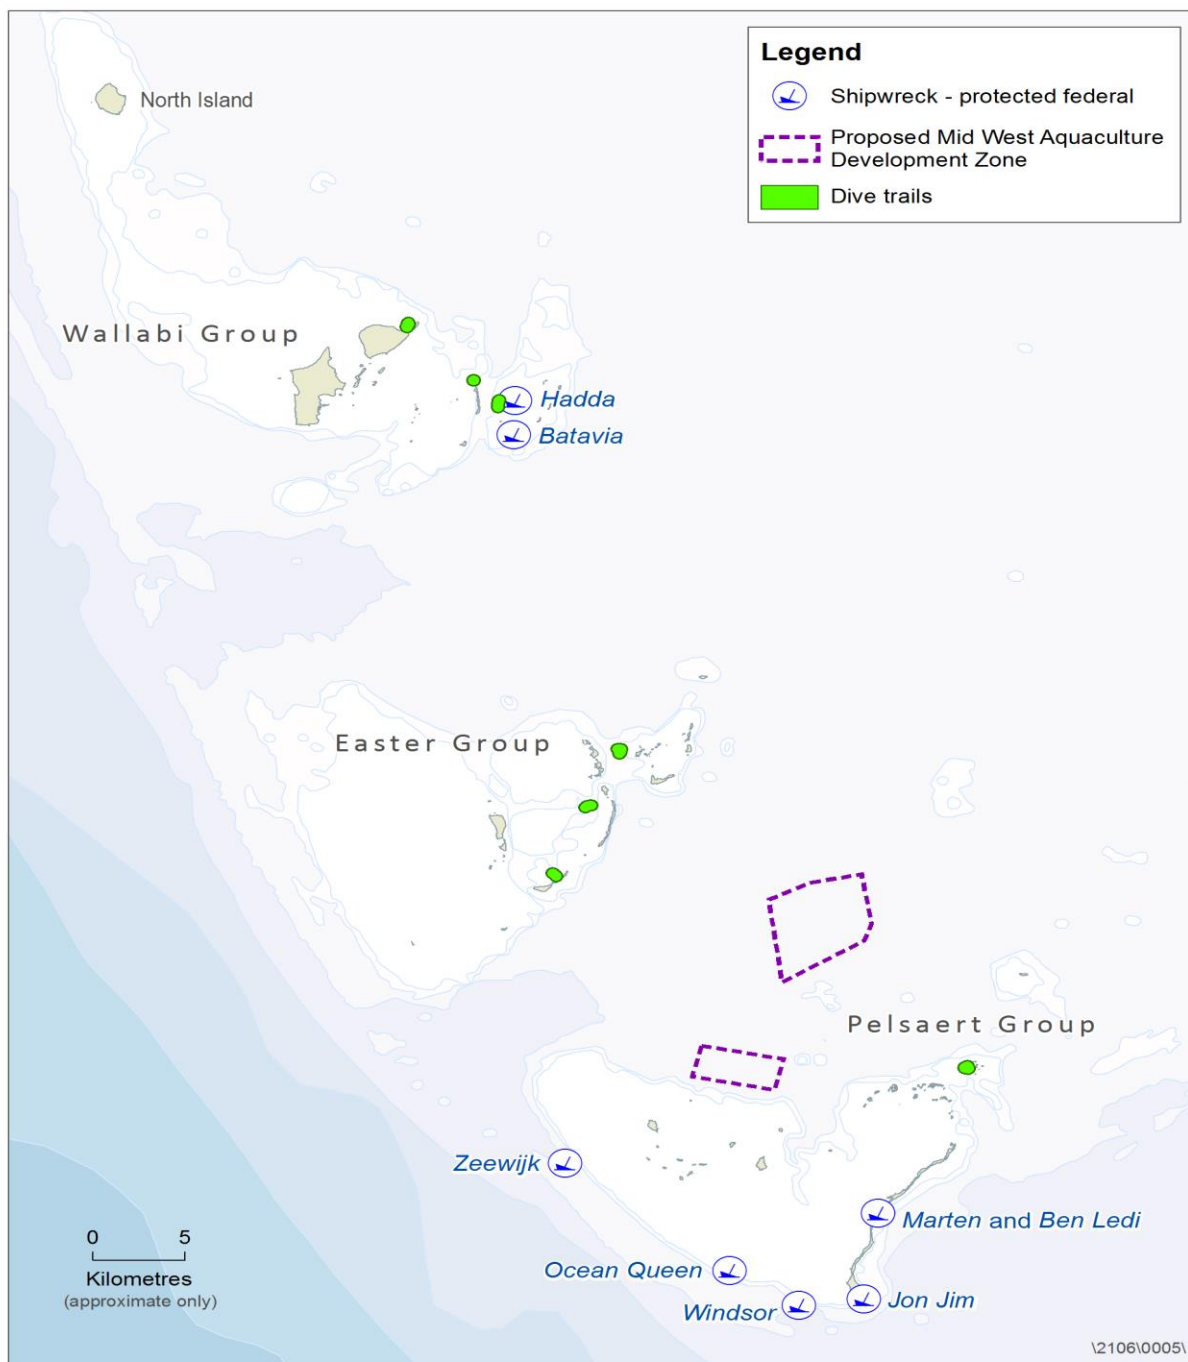 Legend
Shipwreck - protected federal
Proposed Mid West Aquaculture
Development Zone
Dive trails
North Island
Wallabi Group
Hadda
Batavia
Easter Group
Pelsaert Group
Zeewijk
Marten and Ben Ledi
Ocean Queen
Windsor
Jon Jim
0 5
Kilometres
(approximate only)
\2106\0005\